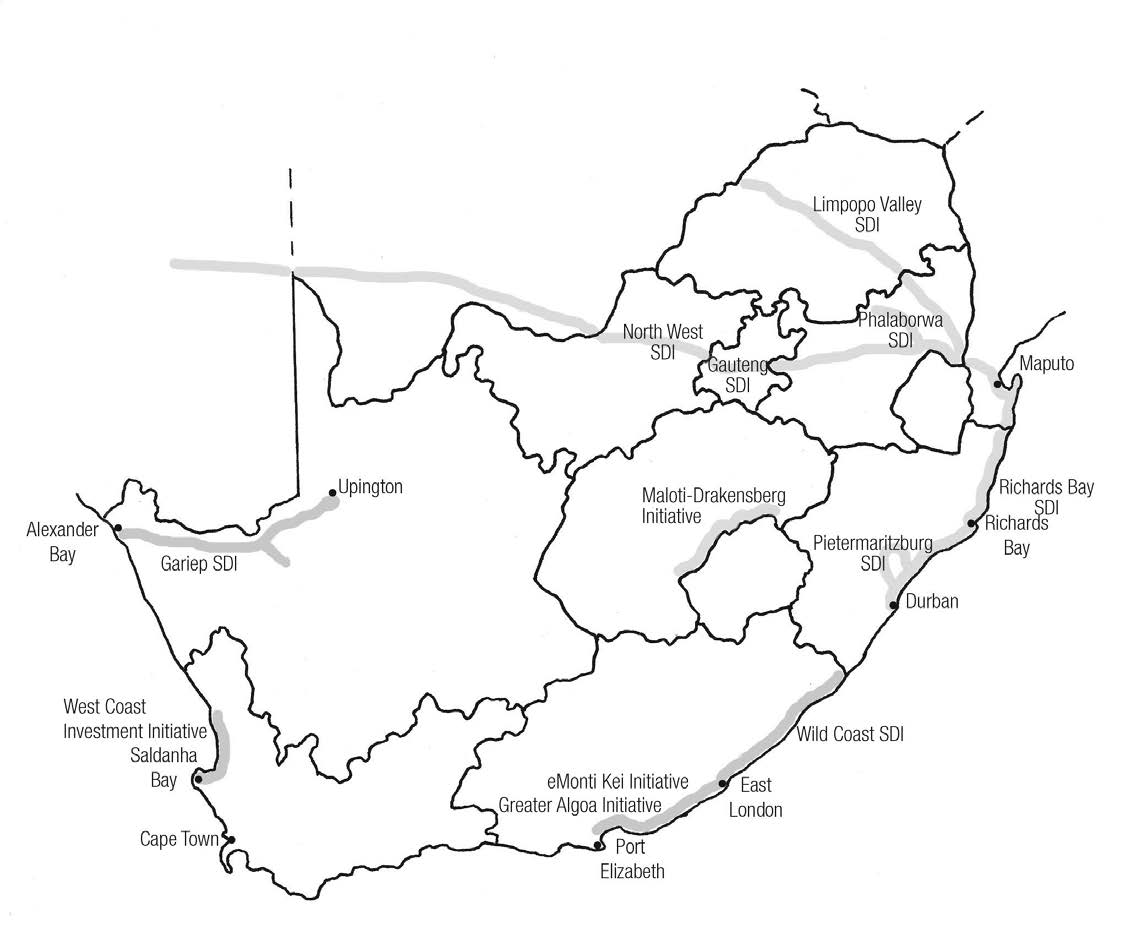 Limpopo Valley
SDI
Phalaborwa
SDI
North West
SDI
Gauteng
SDI
Maputo
Upington
Maloti-Drakensberg
Initiative
Richards Bay
SDI
Richards
Bay
Alexander
Bay
Gariep SDI
Pietermaritzburg
SDI
Durban
West Coast
Investment Initiative
Saldanha
Bay
Wild Coast SDI
eMonti Kei Initiative
Greater Algoa Initiative
East
London
Cape Town
Port
Elizabeth